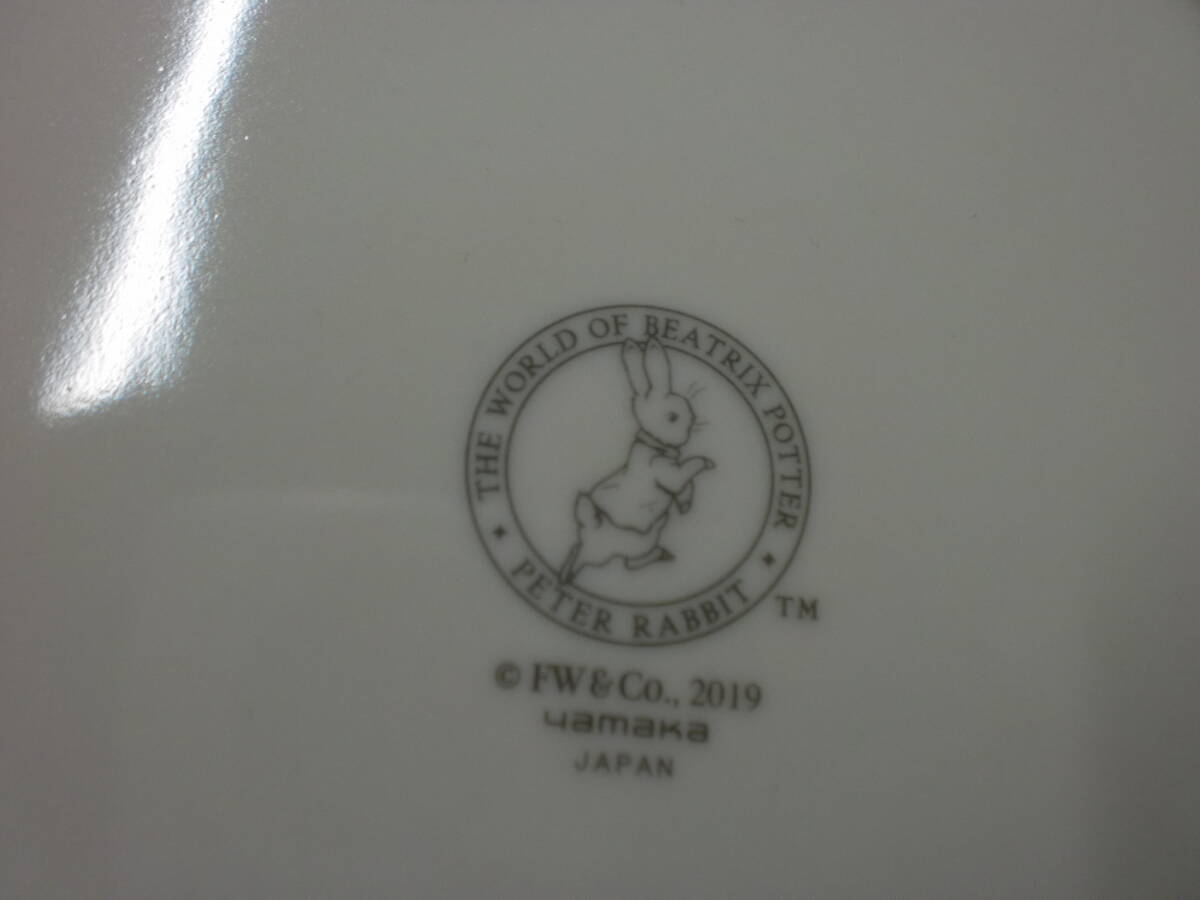 THE WORLD OF BEATRIX POTTER
PETER RABBIT
TM
© FW & Co., 2019
yamaka
JAPAN